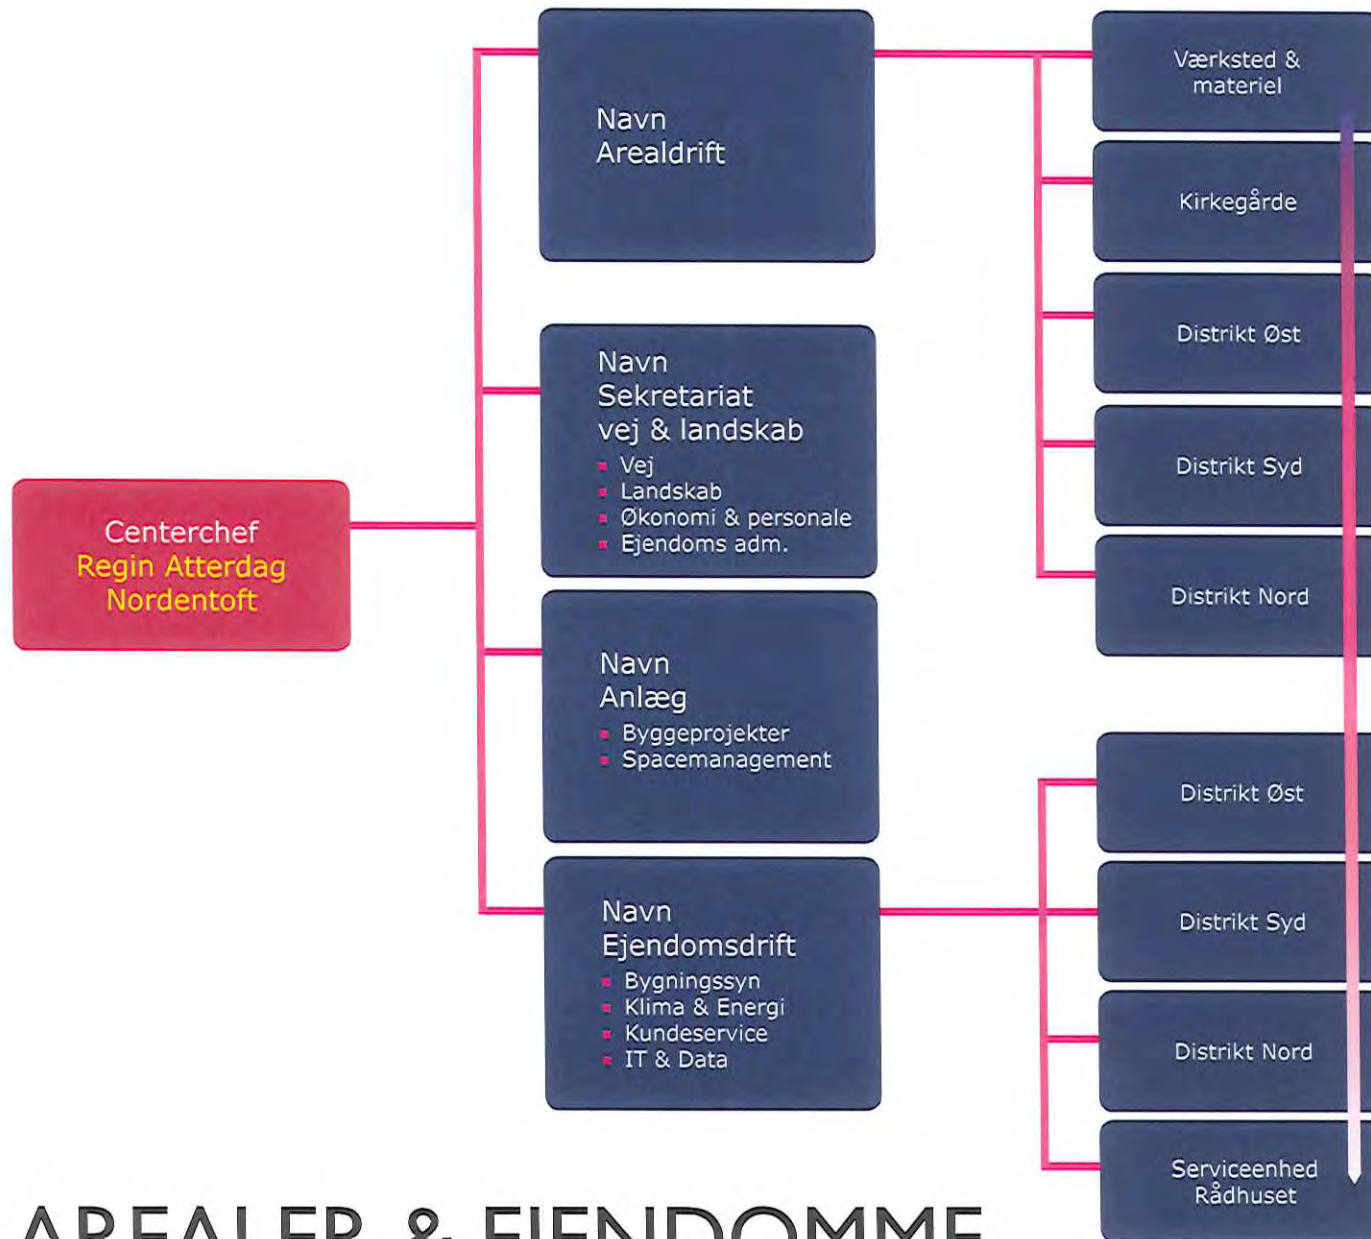 Centerchef
Regin Atterdag
Nordentoft
Navn
Arealdrift
Navn
Sekretariat
vej & landskab
▪ Vej
▪ Landskab
▪ Økonomi & personale
▪ Ejendoms adm.
Navn
Anlæg
▪ Byggeprojekter
▪ Spacemanagement
Navn
Ejendomsdrift
▪ Bygningssyn
▪ Klima & Energi
▪ Kundeservice
▪ IT & Data
Værksted &
materiel
Kirkegårde
Distrikt Øst
Distrikt Syd
Distrikt Nord
Distrikt Øst
Distrikt Syd
Distrikt Nord
Serviceenhed
Rådhuset
AREALER & EJENDOMME